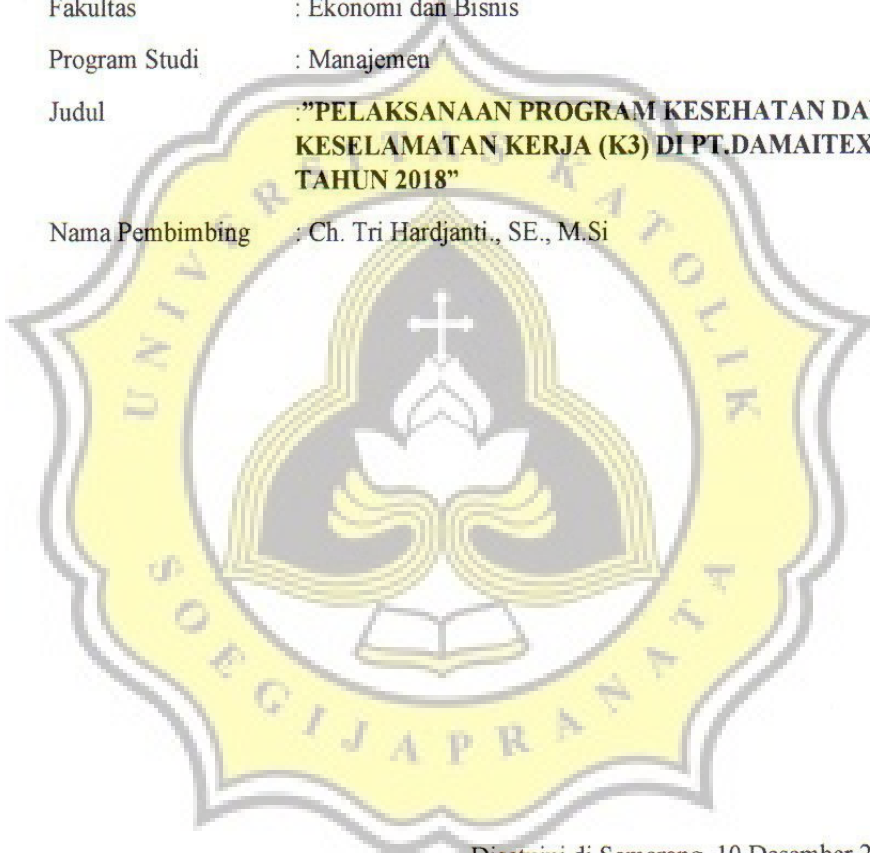 Fakultas : Ekonomi dan Bisnis
Program Studi : Manajemen
Judul :”PELAKSANAAN PROGRAM KESEHATAN DA
KESELAMATAN KERJA (K3) DI PT.DAMAITEX
TAHUN 2018”
Nama Pembimbing : Ch. Tri Hardjanti., SE., M.Si
UNIVERSITAS KATOLIK
SOEGIJAPRANATA
Disetujui di Semarang, 10 Desember 2